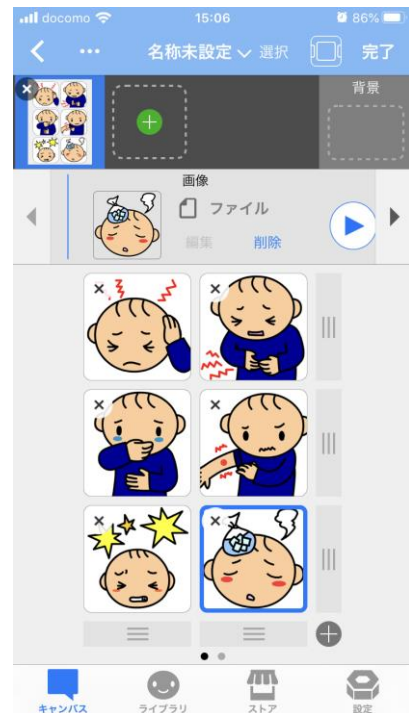 docomo 15:06 86%
名称未設定 選択 完了
背景
画像
ファイル
編集 削除
キャンバス ライブラリ ストア 設定